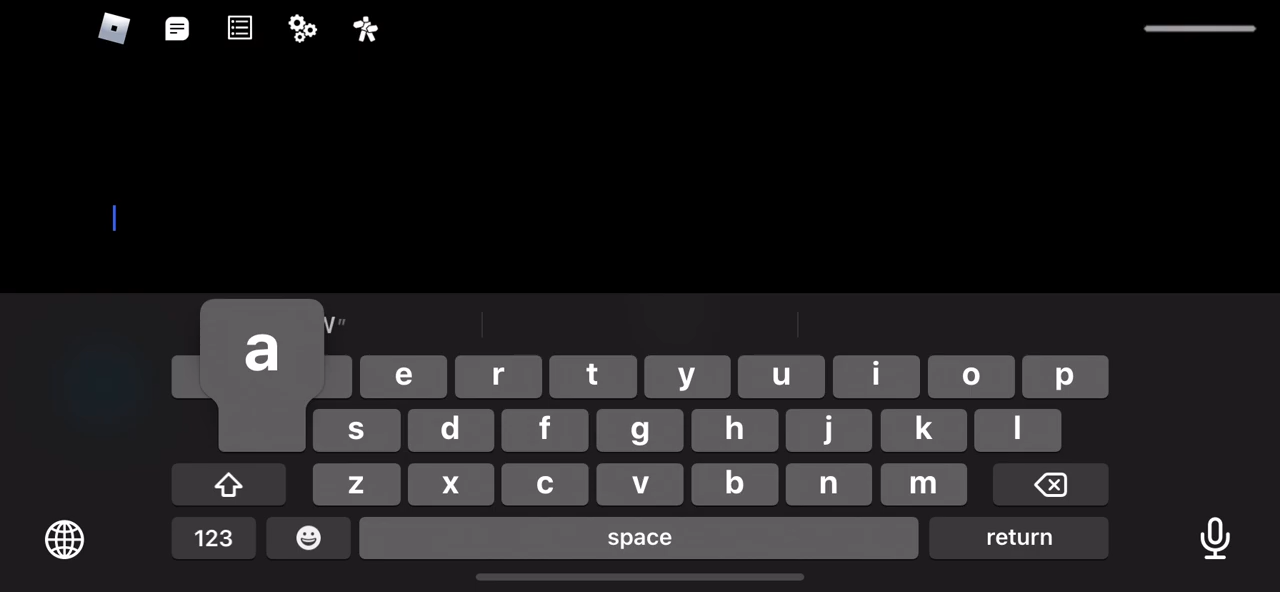 a
e r t y u i o p
s d f g h j k l
z x c v b n m
123 space return